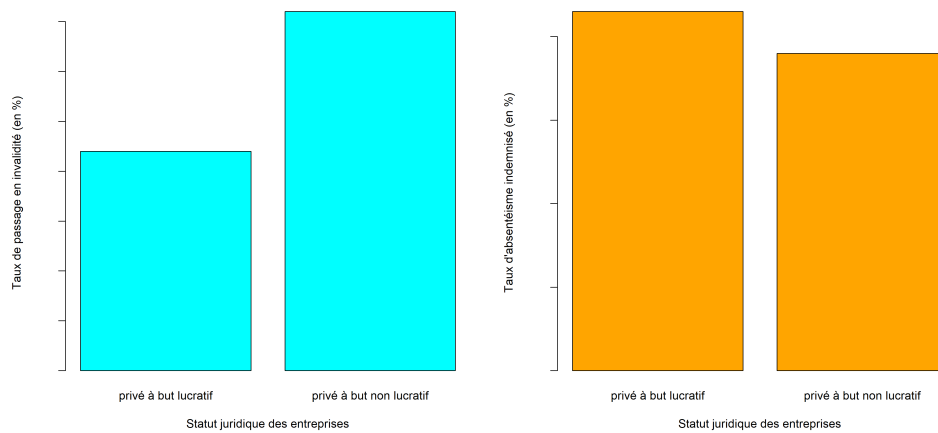 Taux de passage en invalidité (en %)
privé à but lucratif
privé à but non lucratif
Statut juridique des entreprises
Taux d'absentéisme indemnisé (en %)
privé à but lucratif
privé à but non lucratif
Statut juridique des entreprises